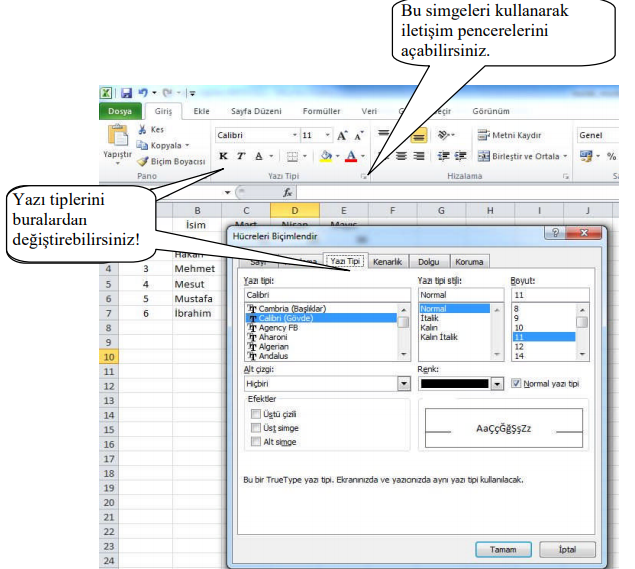 Bu simgeleri kullanarak
iletişim pencerelerini
açabilirsiniz.
Dosya Giriş Ekle Sayfa Düzeni Formüller Veri Görünüm
Kes
Kopyala
Biçim Boyacısı
Yapıştır
Pano
Calibri 11
K T A
Yazı Tipi
Metni Kaydır
Birleştir ve Ortala
Hizalama
Genel
%
fx
Yazı tiplerini
buralardan
değiştirebilirsiniz!
B C D E F G H I J
İsim Mart Nisan Mayıs
Hakan
4 3 Mehmet
5 4 Mesut
6 5 Mustafa
7 6 İbrahim
8
9
10
11
12
13
14
15
16
17
18
19
20
21
22
23
24
Hücreleri Biçimlendir
Yazı Tipi Kenarlık Dolgu Koruma
Yazı tipi: Yazı tipi stili: Boyut:
Calibri Normal 11
Cambria (Başlıklar) Normal 8
Calibri (Gövde) İtalik 9
Agency FB Kalın 10
Aharoni Kalın İtalik 11
Algerian 12
Andalus 14
Alt çizgi: Renk:
Hiçbiri Normal yazı tipi
Efektler
Üstü çizili
Üst simge
Alt simge
AaÇçĞğŞşZz
Bu bir TrueType yazı tipi. Ekranınızda ve yazıcınızda aynı yazı tipi kullanılacak.
Tamam İptal